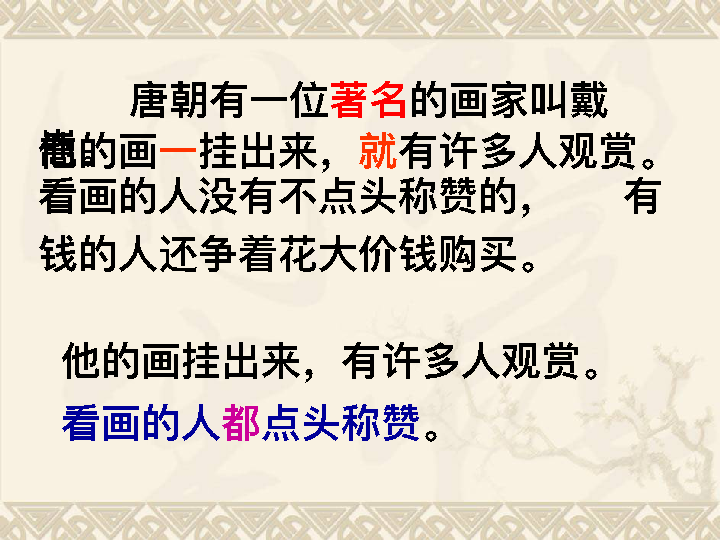 唐朝有一位著名的画家叫戴
他的画一挂出来，就有许多人观赏。
看画的人没有不点头称赞的， 有
钱的人还争着花大价钱购买。
他的画挂出来，有许多人观赏。
看画的人都点头称赞。